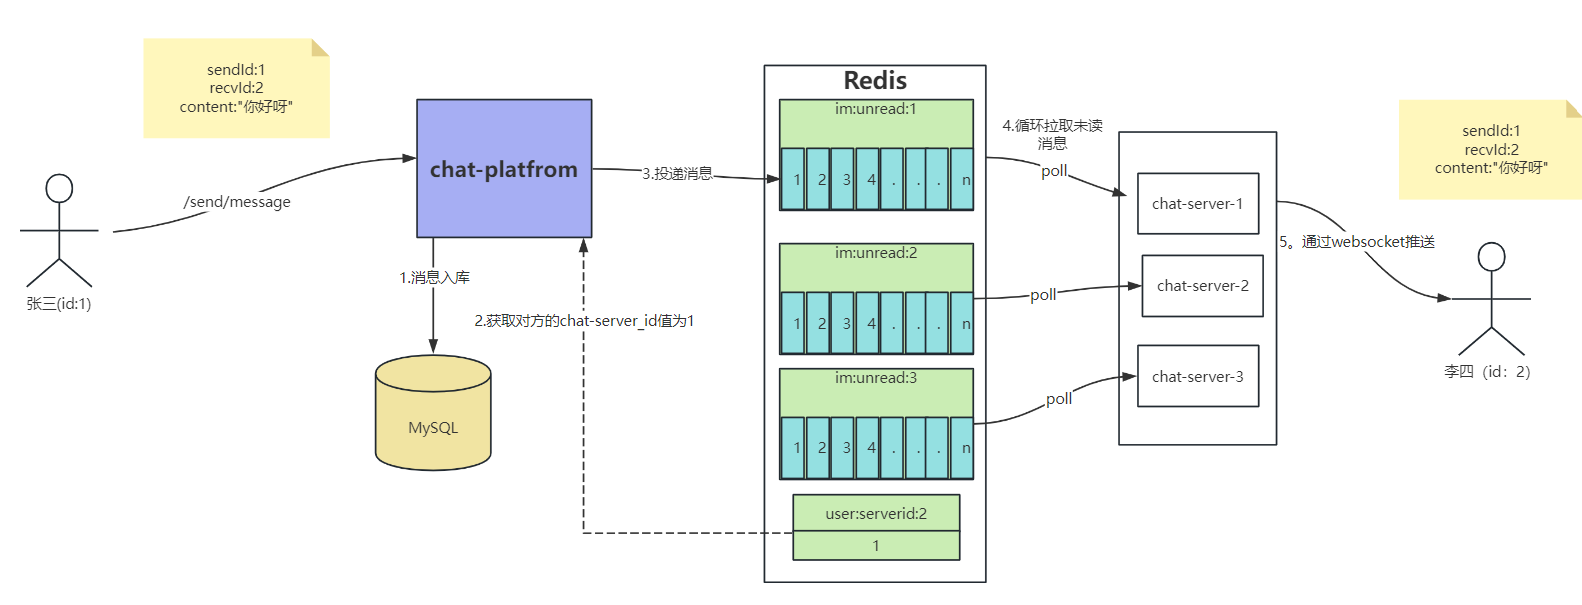 sendId:1
recvId:2
content:"你好呀"
张三(id:1)
/send/message
chat-platfrom
1.消息入库
MySQL
2.获取对方的chat-server_id值为1
3.投递消息
Redis
im:unread:1
1 2 3 4 . . . n
im:unread:2
1 2 3 4 . . . n
im:unread:3
1 2 3 4 . . . n
user:serverid:2
1
4.循环拉取未读
消息
poll
poll
poll
chat-server-1
chat-server-2
chat-server-3
5。通过websocket推送
sendId:1
recvId:2
content:"你好呀"
李四（id：2)